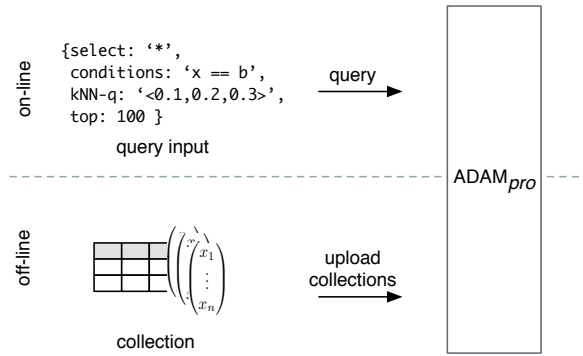 on-line
{select: ‘*’,
conditions: ‘x == b’,
kNN-q: ‘<0.1,0.2,0.3>’,
top: 100 }
query input
query
ADAMpro
off-line
x1
⋮
xn
collection
upload
collections